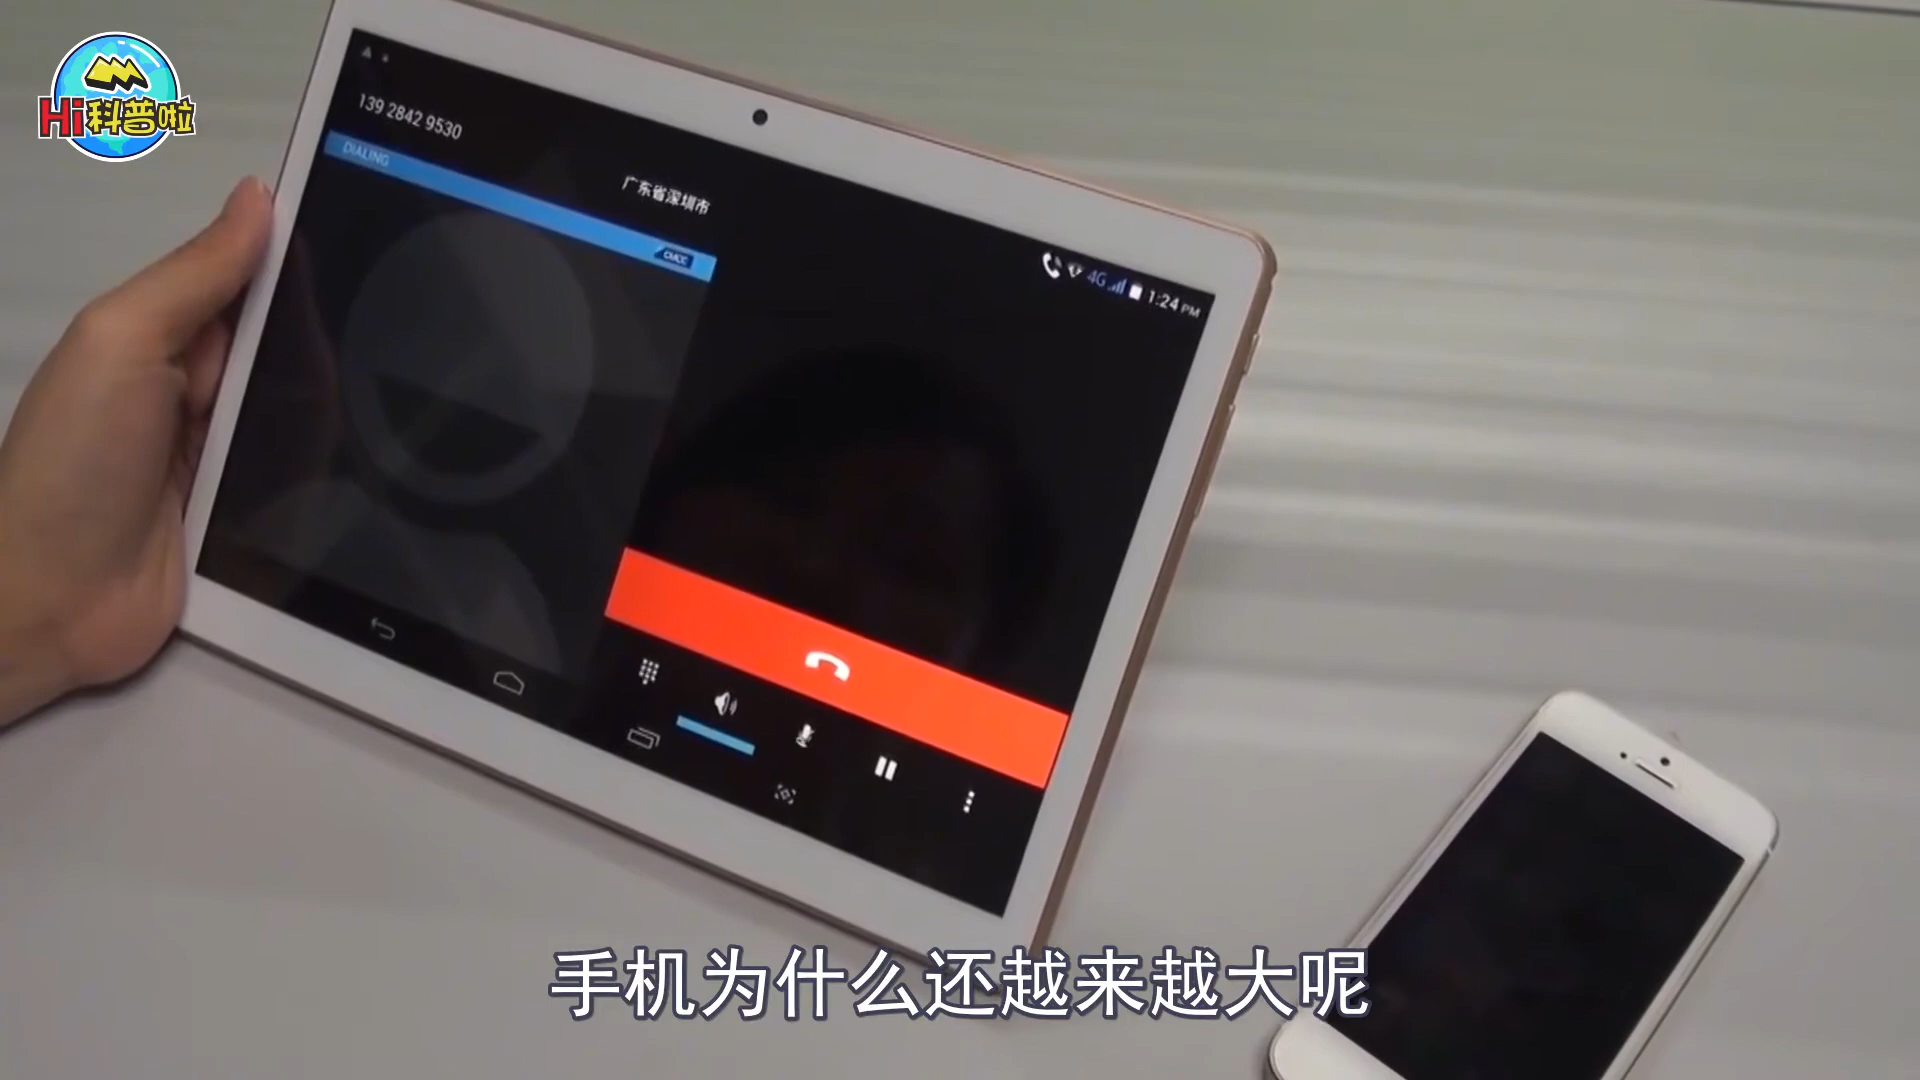 Hi科普啦
139 2842 9530
DIALING
广东省深圳市
CMCC
4G 1:24 PM
手机为什么还越来越大呢